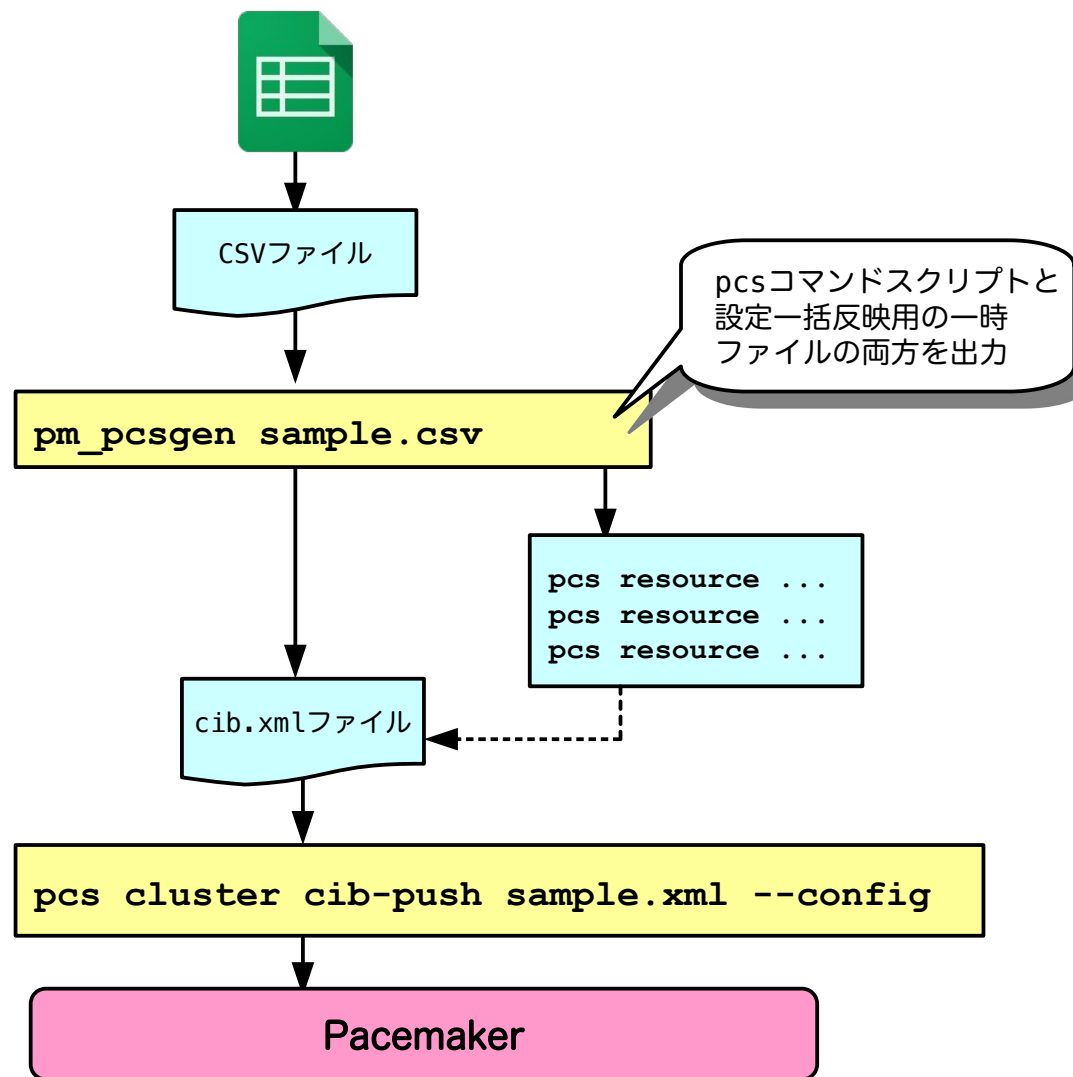 CSVファイル
pcsコマンドスクリプトと
設定一括反映用の一時
ファイルの両方を出力
pm_pcsgen sample.csv
pcs resource ...
pcs resource ...
pcs resource ...
cib.xmlファイル
pcs cluster cib-push sample.xml --config
Pacemaker